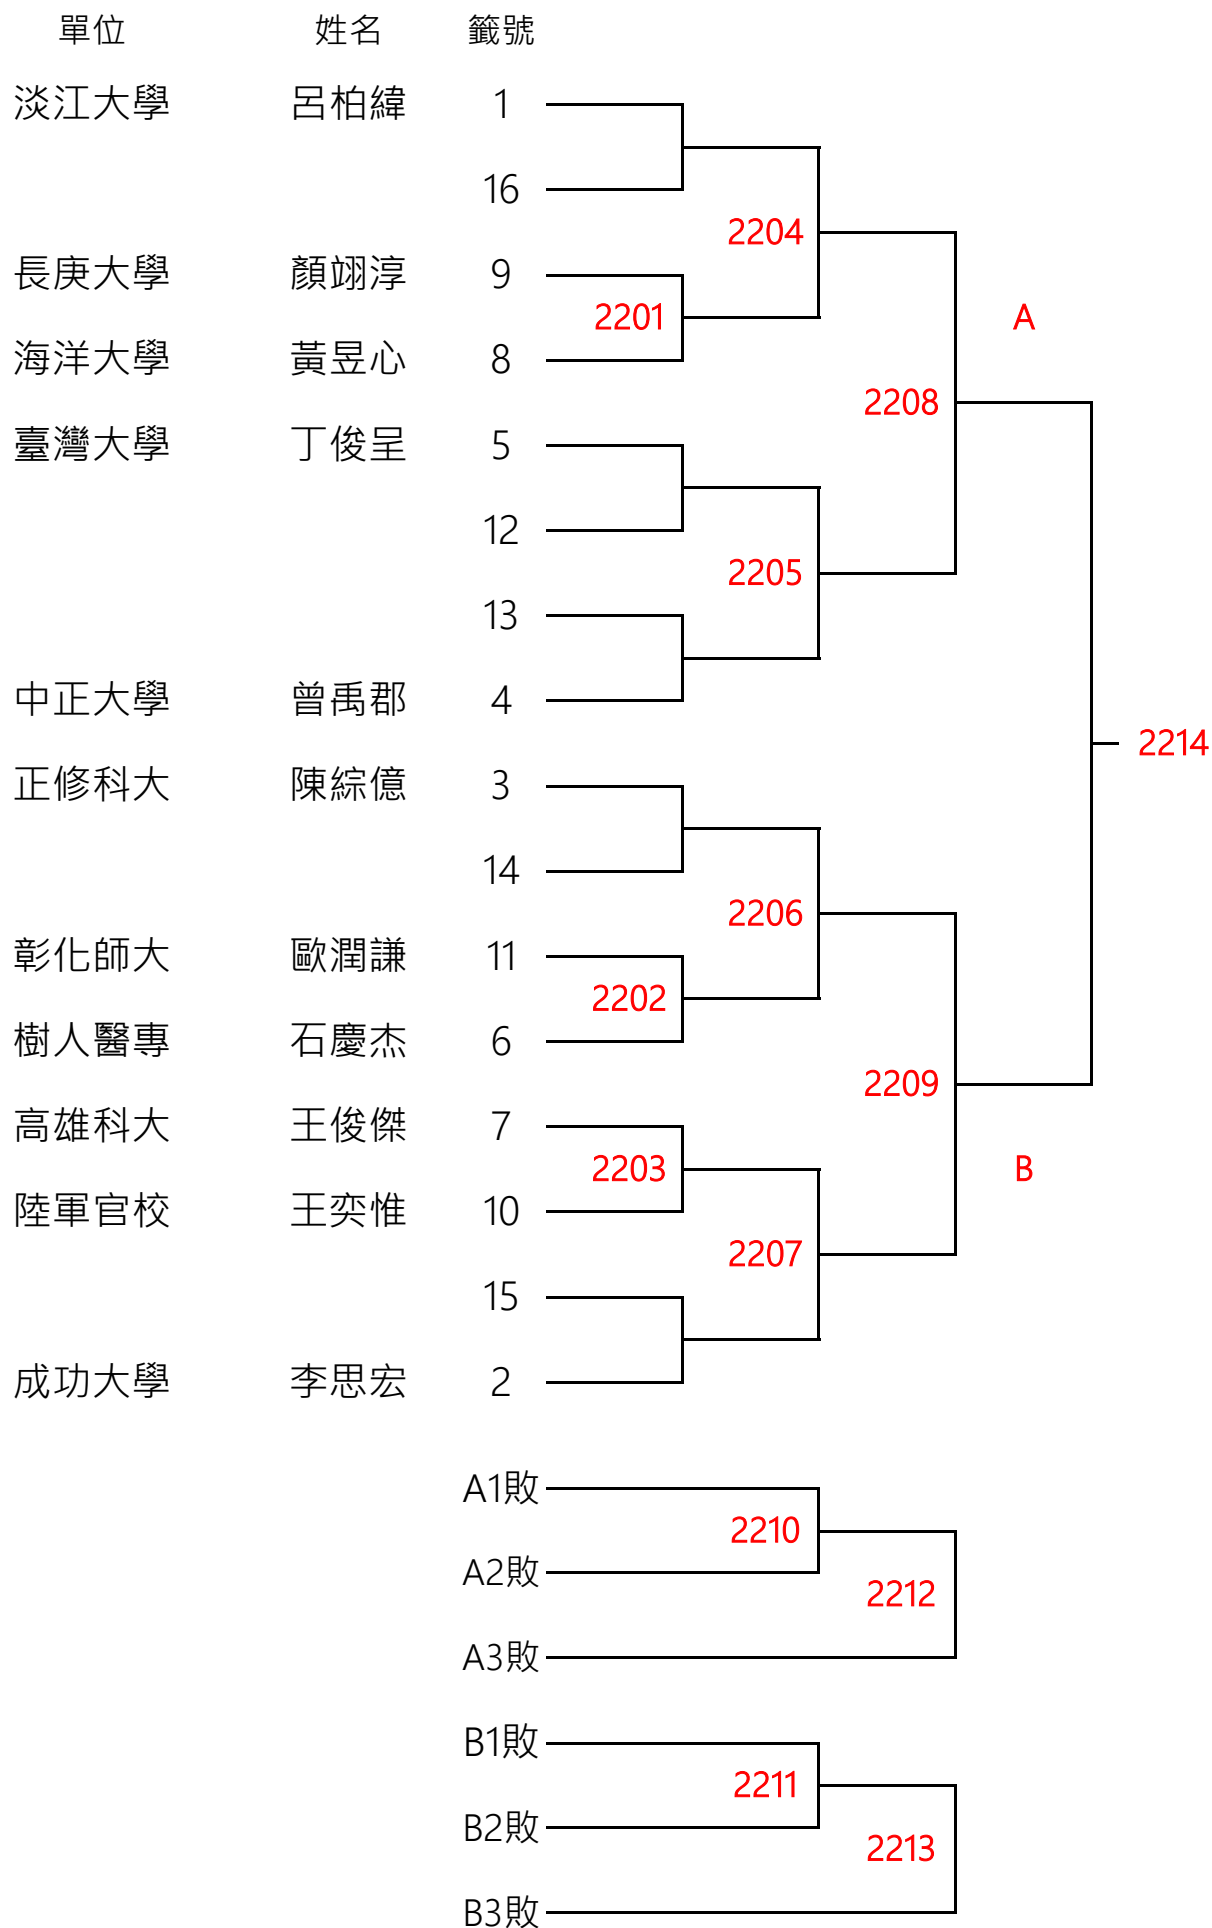 單位 姓名 籤號
淡江大學 呂柏緯 1
16
2204
長庚大學 顏翊淳 9
2201 A
海洋大學 黃昱心 8
2208
臺灣大學 丁俊呈 5
12
2205
13
中正大學 曾禹郡 4
2214
正修科大 陳綜億 3
14
2206
彰化師大 歐潤謙 11
2202
樹人醫專 石慶杰 6
2209
高雄科大 王俊傑 7
2203 B
陸軍官校 王奕惟 10
2207
15
成功大學 李思宏 2
A1敗
2210
A2敗
2212
A3敗
B1敗
2211
B2敗
2213
B3敗